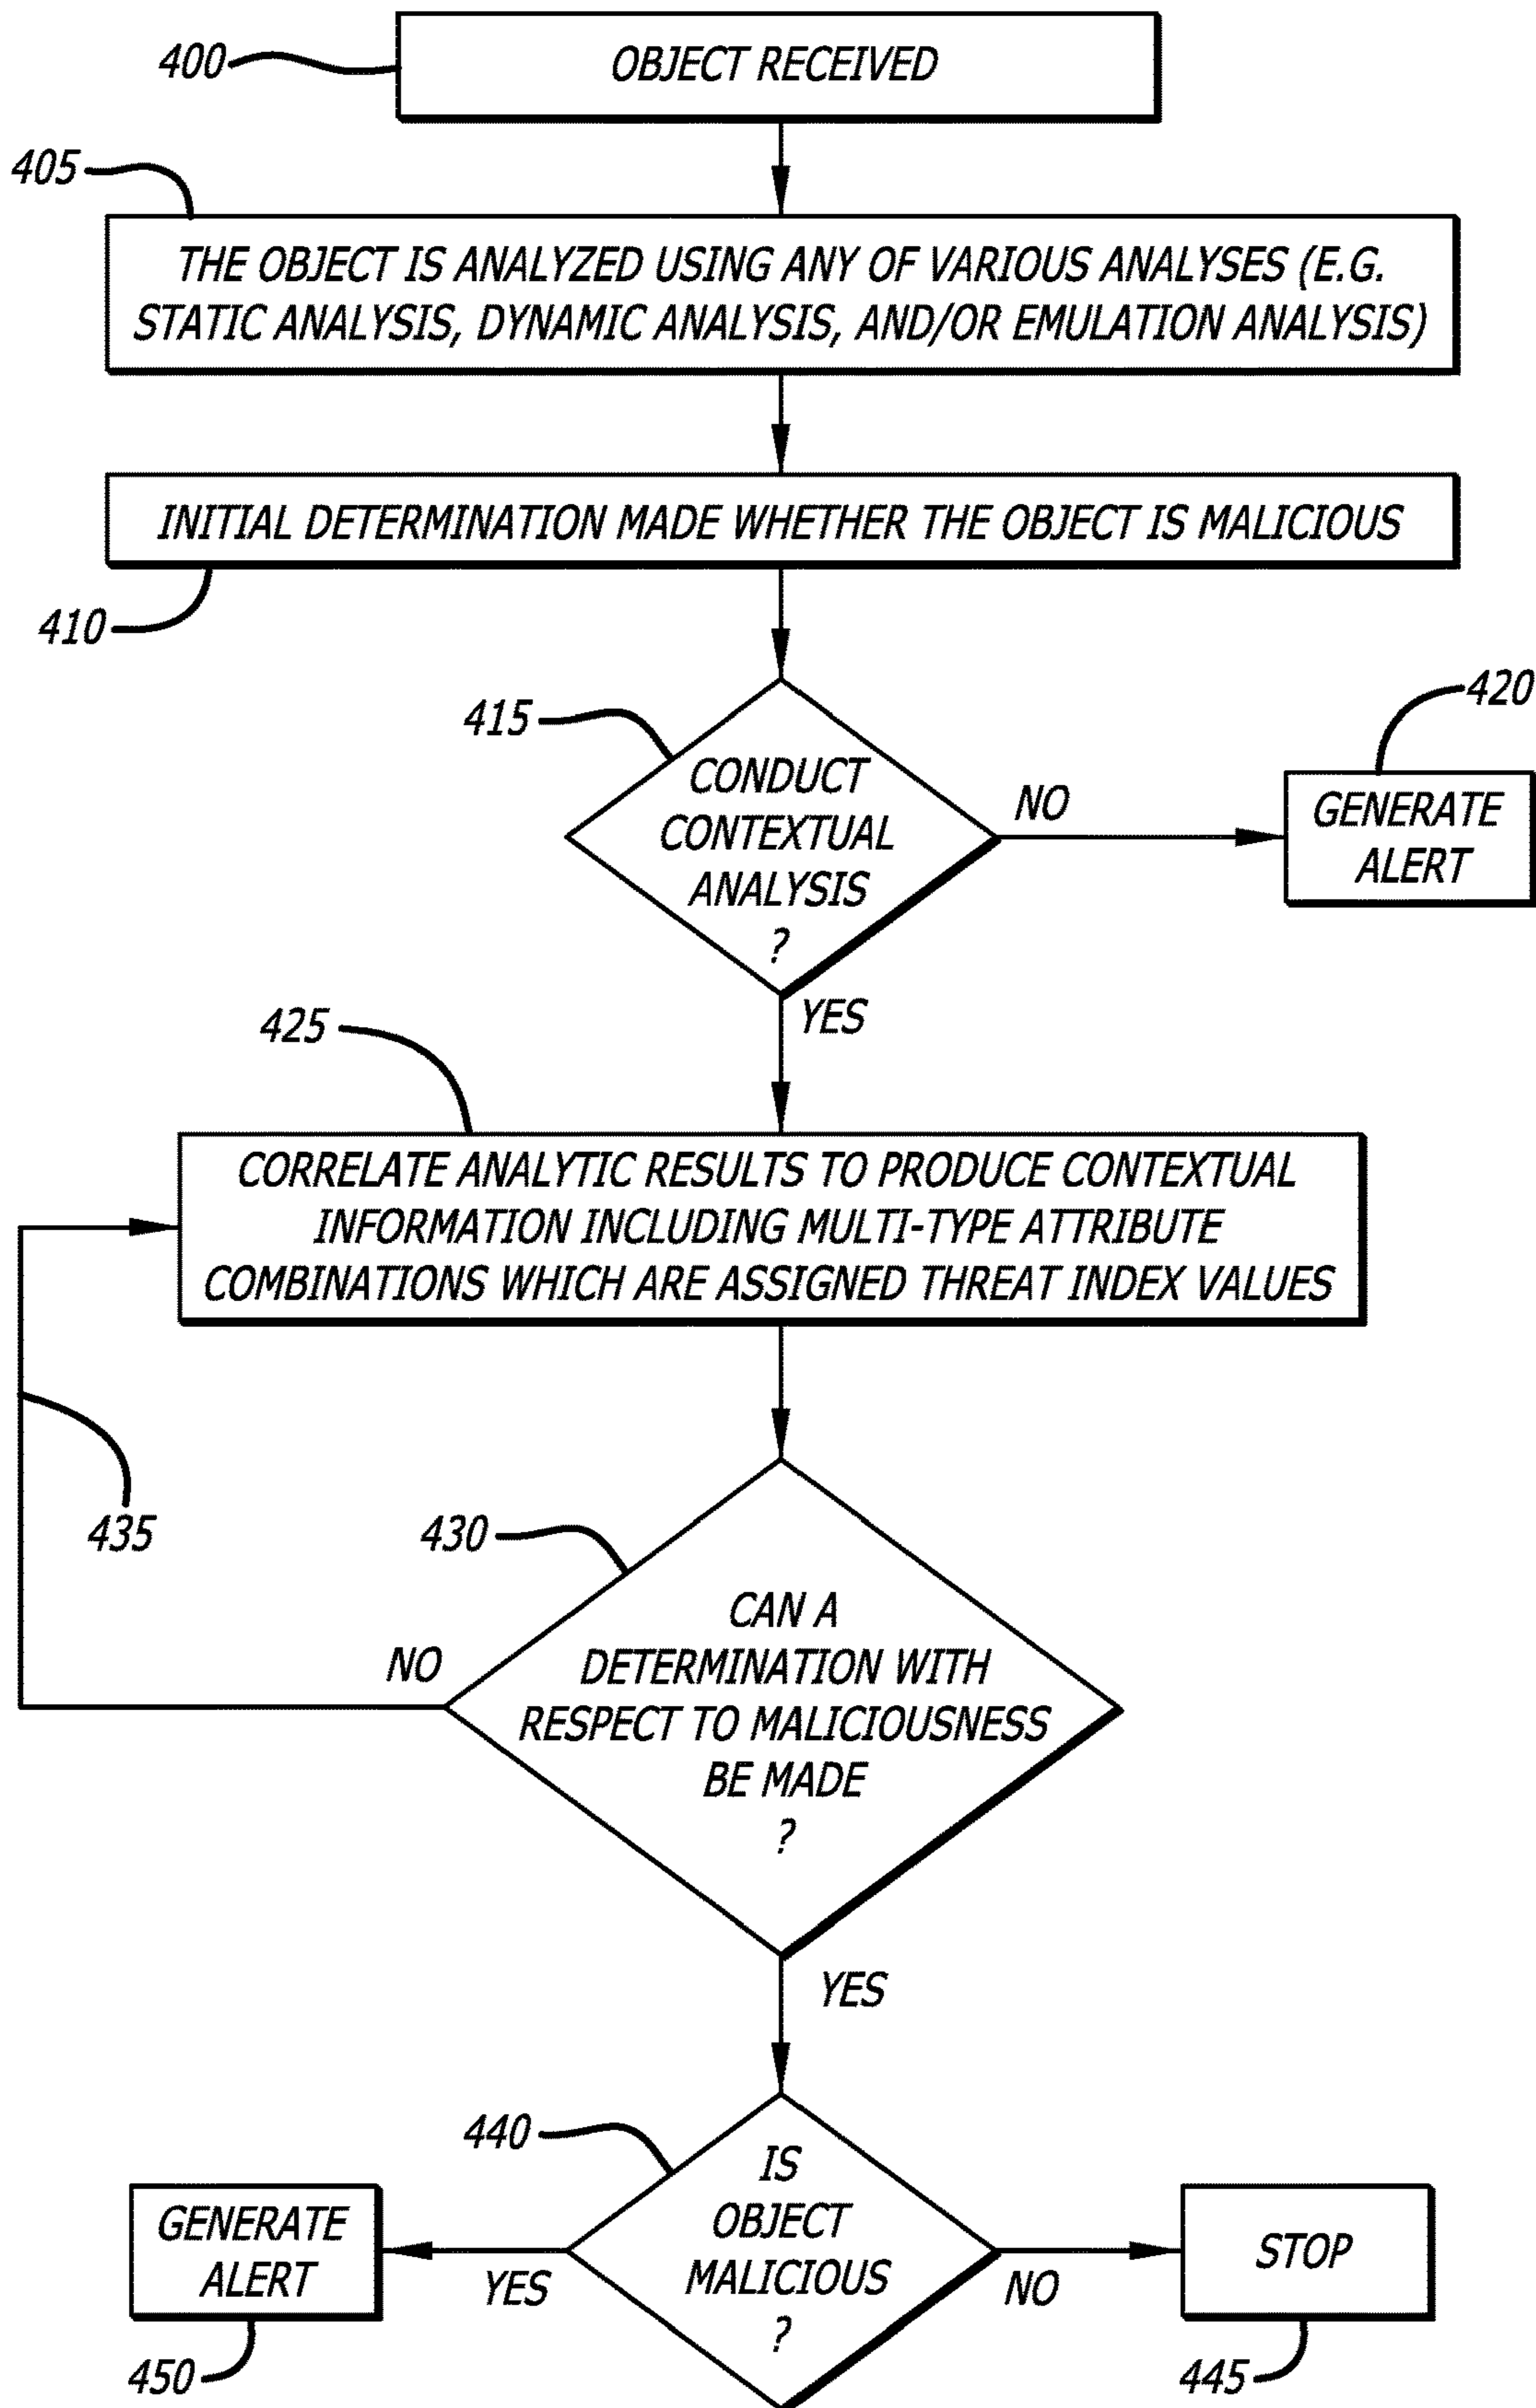 400
OBJECT RECEIVED
405
THE OBJECT IS ANALYZED USING ANY OF VARIOUS ANALYSES (E.G.
STATIC ANALYSIS, DYNAMIC ANALYSIS, AND/OR EMULATION ANALYSIS)
INITIAL DETERMINATION MADE WHETHER THE OBJECT IS MALICIOUS
410
415
CONDUCT
CONTEXTUAL
ANALYSIS
?
NO
420
GENERATE
ALERT
YES
425
CORRELATE ANALYTIC RESULTS TO PRODUCE CONTEXTUAL
INFORMATION INCLUDING MULTI-TYPE ATTRIBUTE
COMBINATIONS WHICH ARE ASSIGNED THREAT INDEX VALUES
435
430
CAN A
DETERMINATION WITH
RESPECT TO MALICIOUSNESS
BE MADE
?
NO
YES
440
IS
OBJECT
MALICIOUS
?
YES
GENERATE
ALERT
450
NO
STOP
445